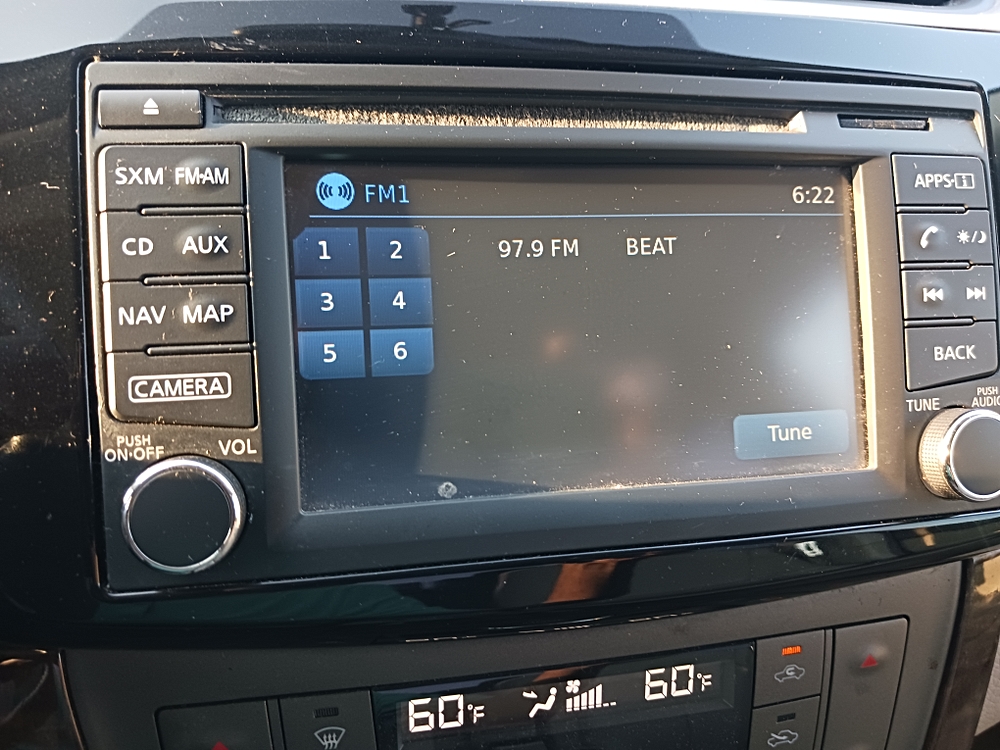 SXM FM·AM
CD AUX
NAV MAP
CAMERA
PUSH
ON·OFF
VOL
FM1
6:22
1 2
3 4
5 6
97.9 FM BEAT
Tune
APPS·i
BACK
TUNE
PUSH
AUDIO
60°F
60°F